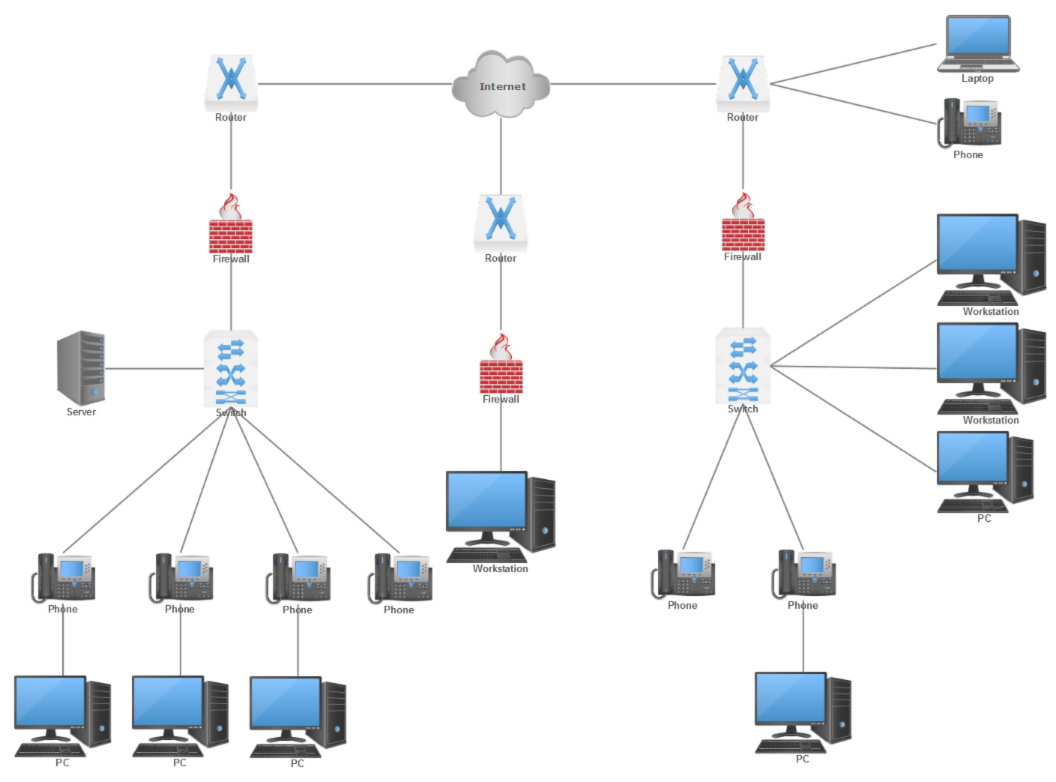 Internet
Laptop
Router
Router
Phone
Firewall
Router
Firewall
Workstation
Server
Switch
Firewall
Switch
Workstation
PC
Workstation
Phone
Phone
Phone
Phone
Phone
Phone
PC
PC
PC
PC